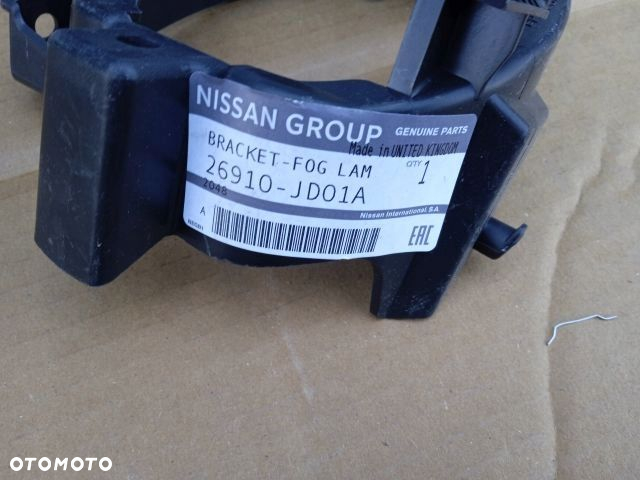 NISSAN GROUP GENUINE PARTS
Made in UNITED KINGDOM
BRACKET-FOG LAM QTY
26910-JD01A 1
2048
Nissan International. SA
A
EAC
OTOMOTO